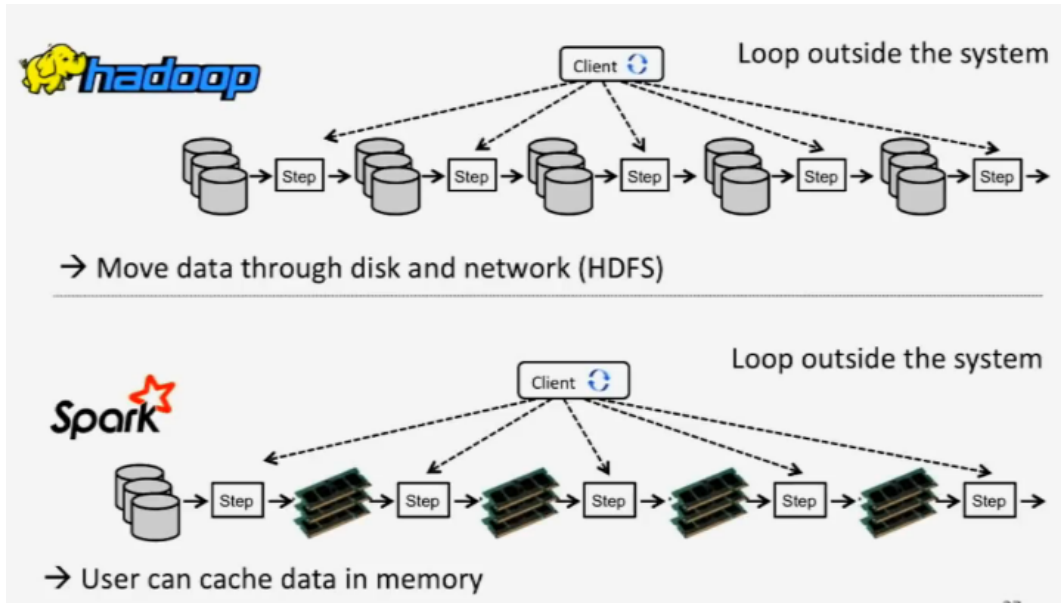 hadoop
Client
Loop outside the system
Step
Step
Step
Step
Step
→ Move data through disk and network (HDFS)
Loop outside the system
Client
Spark
Step
Step
Step
Step
Step
→ User can cache data in memory